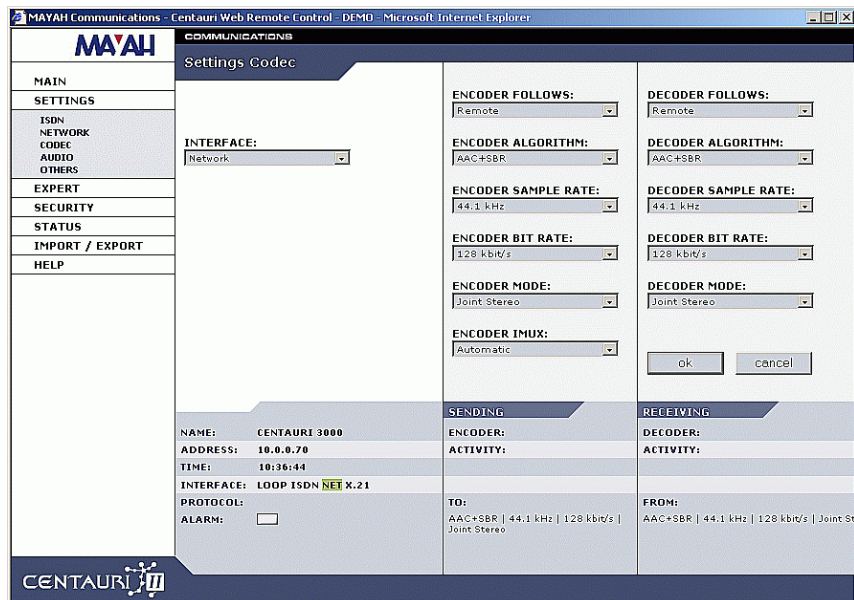 MAYAH Communications - Centauri Web Remote Control - DEMO - Microsoft Internet Explorer
MAYAH
COMMUNICATIONS
Settings Codec
MAIN
SETTINGS
ISDN
NETWORK
CODEC
AUDIO
OTHERS
EXPERT
SECURITY
STATUS
IMPORT / EXPORT
HELP
INTERFACE:
Network
ENCODER FOLLOWS:
Remote
ENCODER ALGORITHM:
AAC+SBR
ENCODER SAMPLE RATE:
44.1 kHz
ENCODER BIT RATE:
128 kbit/s
ENCODER MODE:
Joint Stereo
ENCODER IMUX:
Automatic
DECODER FOLLOWS:
Remote
DECODER ALGORITHM:
AAC+SBR
DECODER SAMPLE RATE:
44.1 kHz
DECODER BIT RATE:
128 kbit/s
DECODER MODE:
Joint Stereo
ok cancel
NAME: CENTAURI 3000
ADDRESS: 10.0.0.70
TIME: 10:36:44
INTERFACE: LOOP ISDN NET X.21
PROTOCOL:
ALARM:
SENDING
ENCODER:
ACTIVITY:
TO:
AAC+SBR | 44.1 kHz | 128 kbit/s |
Joint Stereo
RECEIVING
DECODER:
ACTIVITY:
FROM:
AAC+SBR | 44.1 kHz | 128 kbit/s | Joint St
CENTAURI II